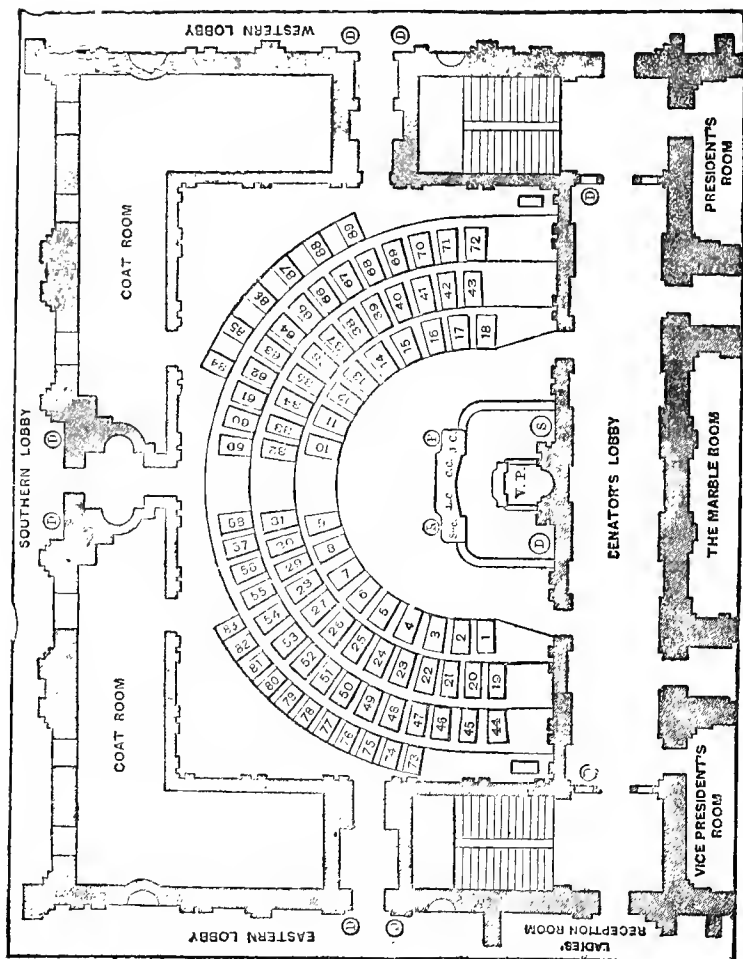 WESTERN LOBBY
D
D
COAT ROOM
PRESIDENT'S
ROOM
D
84 85 86 87 88 89
60 61 62 63 64 65 66 67 68 69 70 71 72
32 33 34 35 36 37 38 39 40 41 42 43
10 11 12 13 14 15 16 17 18
SOUTHERN LOBBY
D
D
J.C. C.C. J.C.
V.P.
S
D
DENATOR'S LOBBY
THE MARBLE ROOM
9 8 7 6 5 4 3 2 1
31 30 29 28 27 26 25 24 23 22 21 20 19
58 57 56 55 54 53 52 51 50 49 48 47 46 45 44
83 82 81 80 79 78 77 76 75 74 73
COAT ROOM
VICE PRESIDENT'S
ROOM
D
EASTERN LOBBY
LADIES'
RECEPTION ROOM